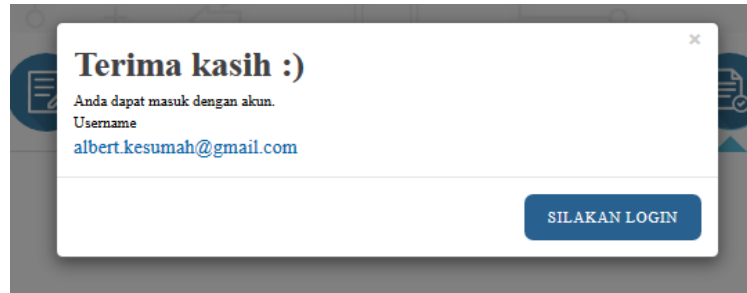 ×
Terima kasih :)
Anda dapat masuk dengan akun.
Username
albert.kesumah@gmail.com
SILAKAN LOGIN